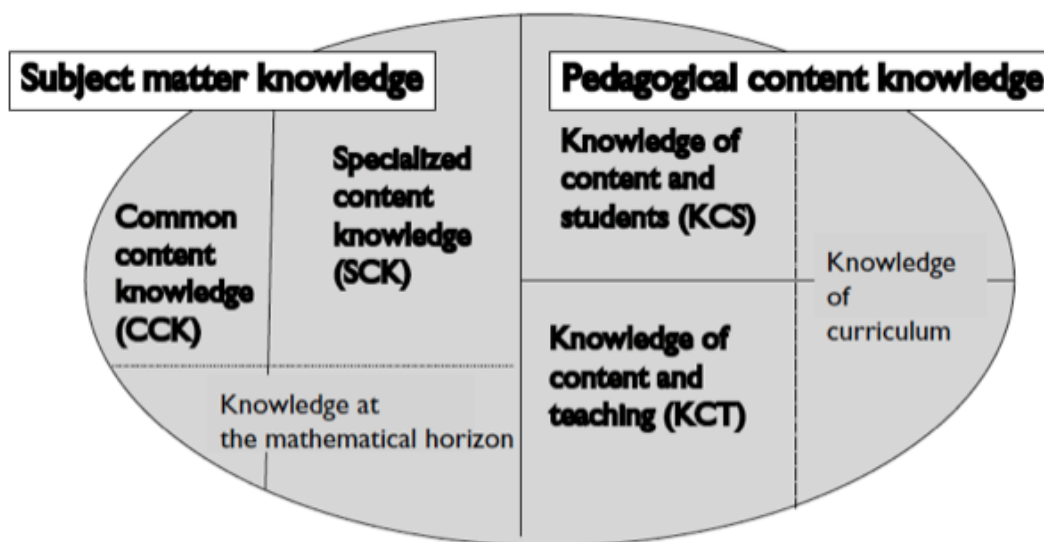 Subject matter knowledge
Pedagogical content knowledge
Common
content
knowledge
(CCK)
Specialized
content
knowledge
(SCK)
Knowledge at
the mathematical horizon
Knowledge of
content and
students (KCS)
Knowledge of
content and
teaching (KCT)
Knowledge
of
curriculum